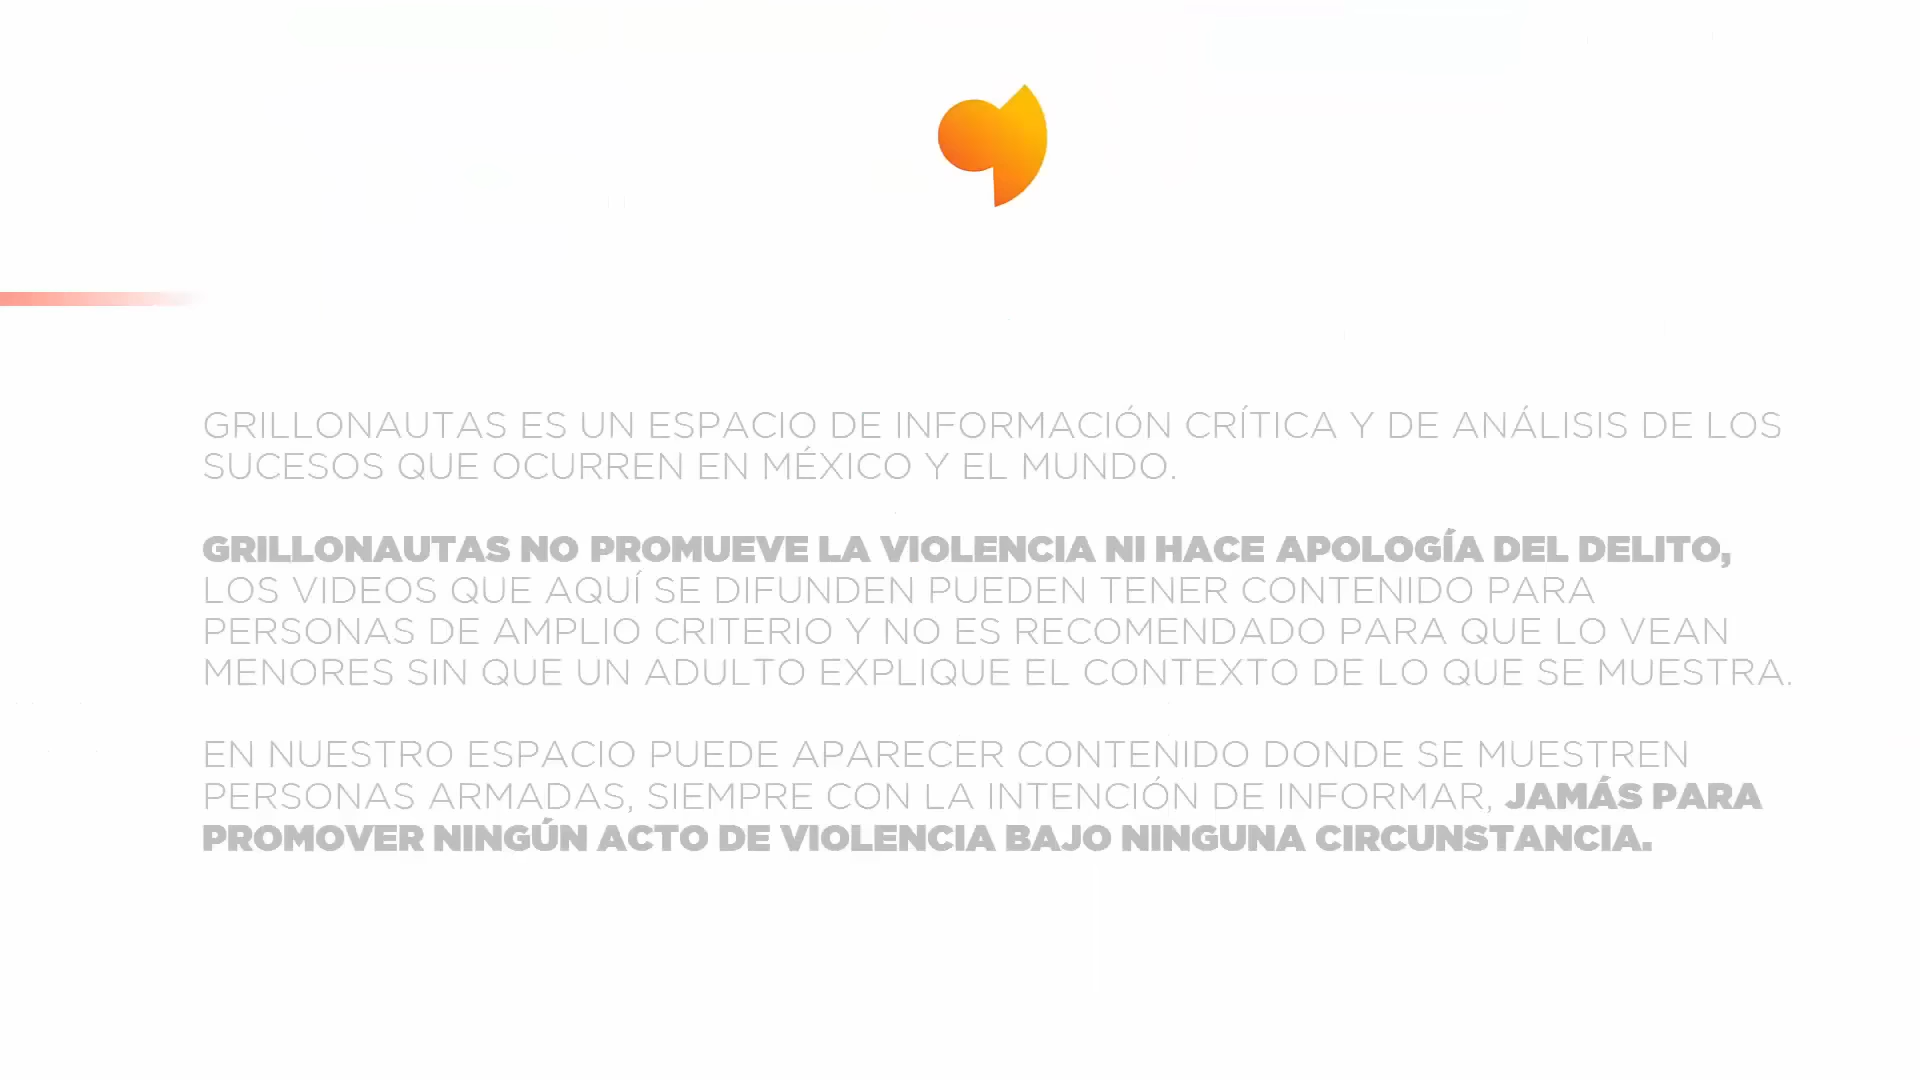 GRILLONAUTAS ES UN ESPACIO DE INFORMACIÓN CRÍTICA Y DE ANÁLISIS DE LOS
SUCESOS QUE OCURREN EN MÉXICO Y EL MUNDO.
GRILLONAUTAS NO PROMUEVE LA VIOLENCIA NI HACE APOLOGÍA DEL DELITO,
LOS VIDEOS QUE AQUÍ SE DIFUNDEN PUEDEN TENER CONTENIDO PARA
PERSONAS DE AMPLIO CRITERIO Y NO ES RECOMENDADO PARA QUE LO VEAN
MENORES SIN QUE UN ADULTO EXPLIQUE EL CONTEXTO DE LO QUE SE MUESTRA.
EN NUESTRO ESPACIO PUEDE APARECER CONTENIDO DONDE SE MUESTREN
PERSONAS ARMADAS, SIEMPRE CON LA INTENCIÓN DE INFORMAR, JAMÁS PARA
PROMOVER NINGÚN ACTO DE VIOLENCIA BAJO NINGUNA CIRCUNSTANCIA.